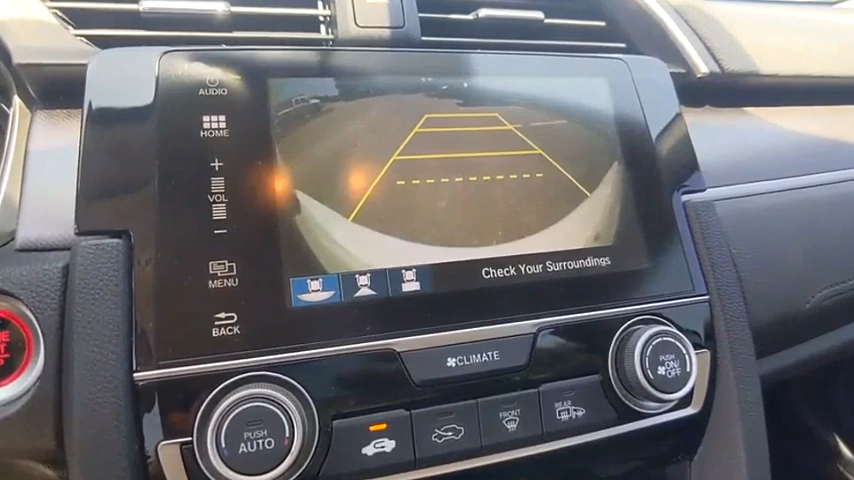 AUDIO
HOME
+
VOL
-
MENU
BACK
Check Your Surroundings
CLIMATE
PUSH
AUTO
PUSH
ON/
OFF
FRONT
REAR